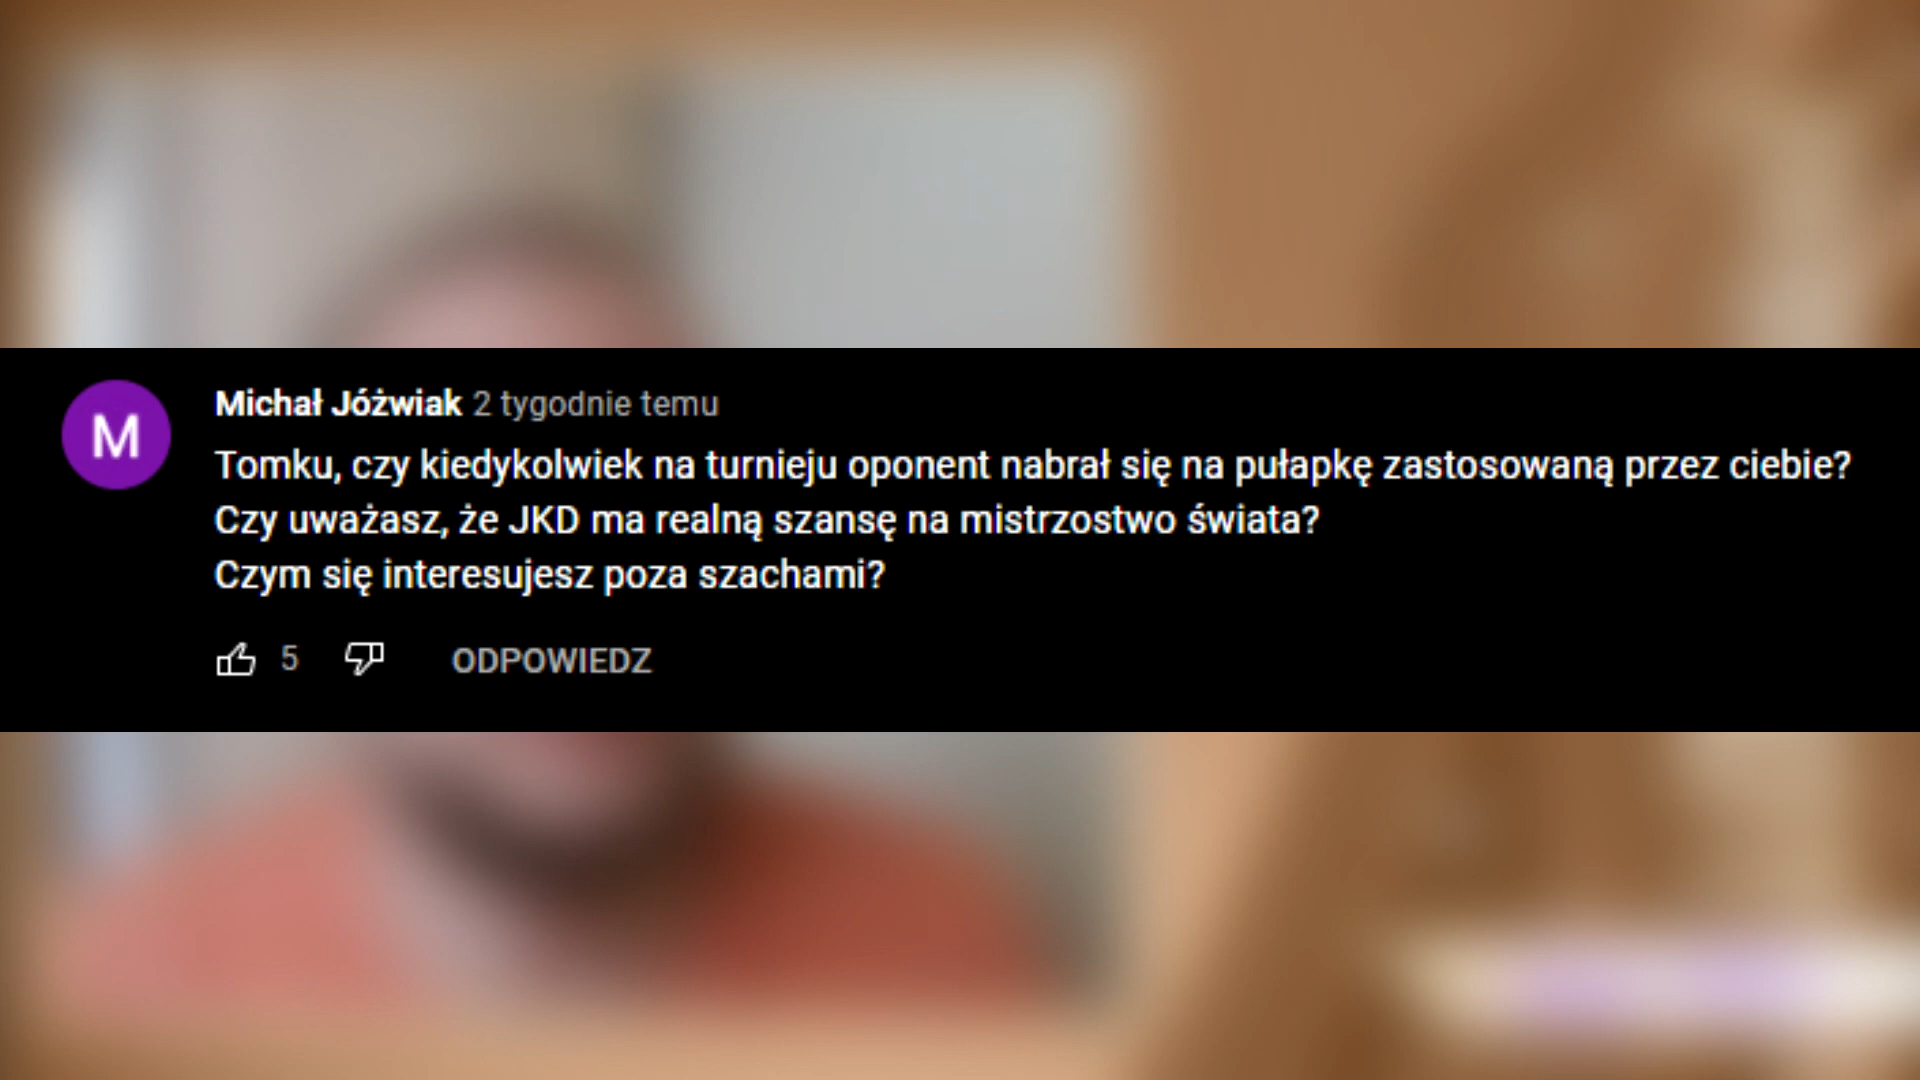 M
Michał Jóżwiak 2 tygodnie temu
Tomku, czy kiedykolwiek na turnieju oponent nabrał się na pułapkę zastosowaną przez ciebie?
Czy uważasz, że JKD ma realną szansę na mistrzostwo świata?
Czym się interesujesz poza szachami?
5 ODPOWIEDZ